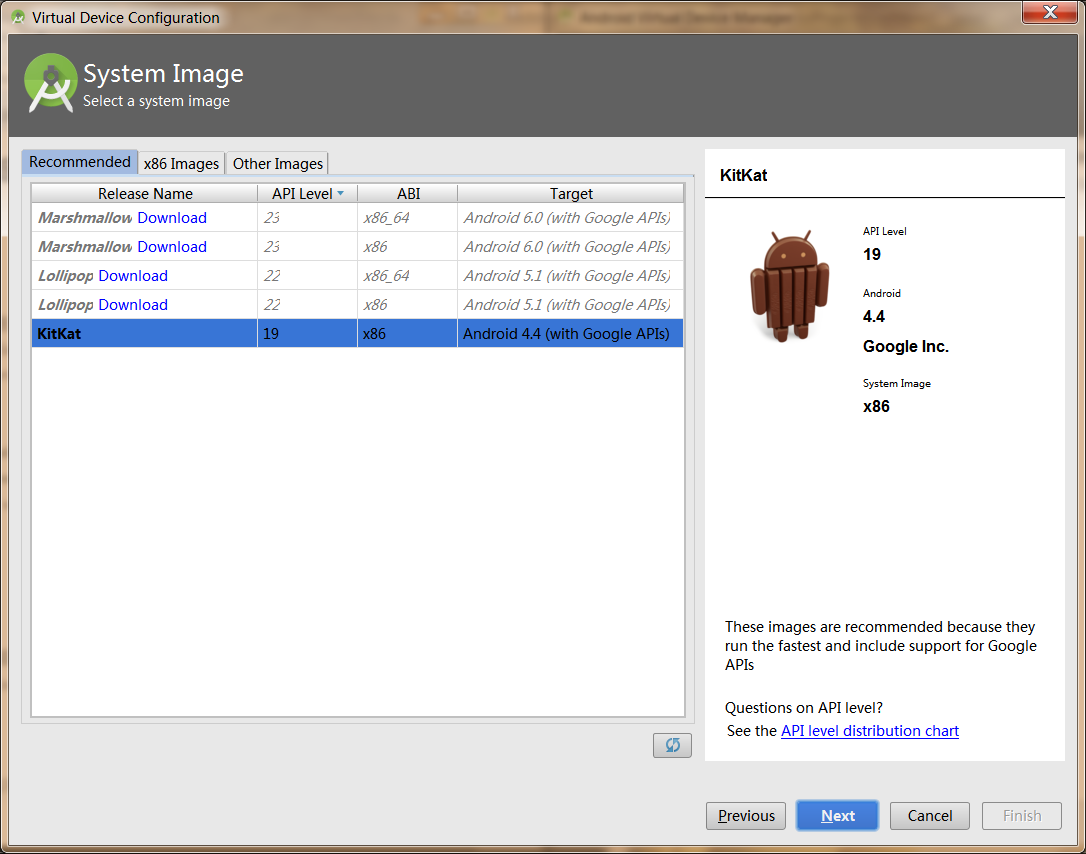 Virtual Device Configuration
Android Virtual Device Manager
System Image
Select a system image
Recommended x86 Images Other Images
Release Name API Level ABI Target
Marshmallow Download 23 x86_64 Android 6.0 (with Google APIs)
Marshmallow Download 23 x86 Android 6.0 (with Google APIs)
Lollipop Download 22 x86_64 Android 5.1 (with Google APIs)
Lollipop Download 22 x86 Android 5.1 (with Google APIs)
KitKat 19 x86 Android 4.4 (with Google APIs)
KitKat
API Level
19
Android
4.4
Google Inc.
System Image
x86
These images are recommended because they
run the fastest and include support for Google
APIs
Questions on API level?
See the API level distribution chart
Previous Next Cancel Finish